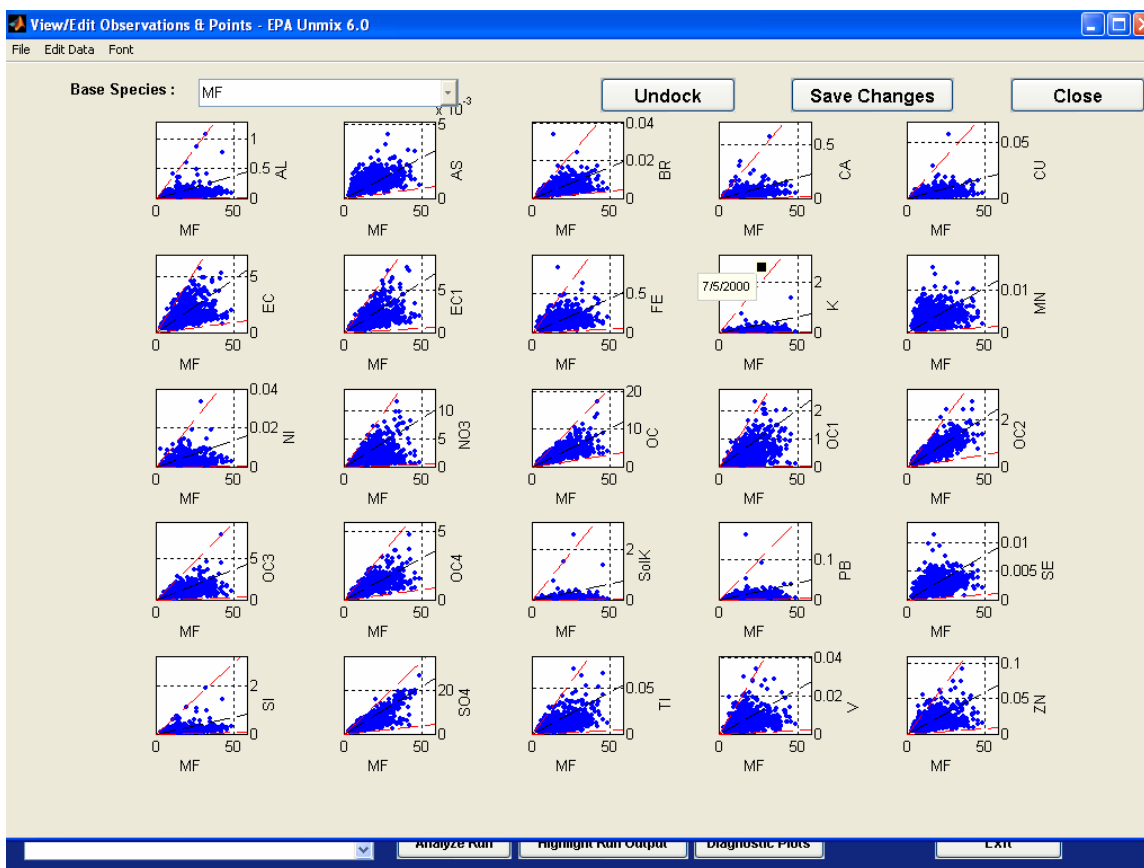 View/Edit Observations & Points - EPA Unmix 6.0
File Edit Data Font
Base Species : MF Undock Save Changes Close
x 10⁻³
1 5 0.04 0.5 0.05
0.5 0.02
0 0 0 0 0
AL AS BR CA CU
0 50 0 50 0 50 0 50 0 50
MF MF MF MF MF
5 5 0.5 2 0.01
7/5/2000
0 0 0 0 0
EC EC1 FE K MN
0 50 0 50 0 50 0 50 0 50
MF MF MF MF MF
0.04 10 20 2 2
0.02 5 10 1
0 0 0 0 0
NI NO3 OC OC1 OC2
0 50 0 50 0 50 0 50 0 50
MF MF MF MF MF
5 5 2 0.1 0.01
0.005
0 0 0 0 0
OC3 OC4 SolK PB SE
0 50 0 50 0 50 0 50 0 50
MF MF MF MF MF
2 20 0.05 0.04 0.1
0.02 0.05
0 0 0 0 0
SI SO4 TI V ZN
0 50 0 50 0 50 0 50 0 50
MF MF MF MF MF
Analyze Run Highlight Run Output Diagnostic Plots Exit